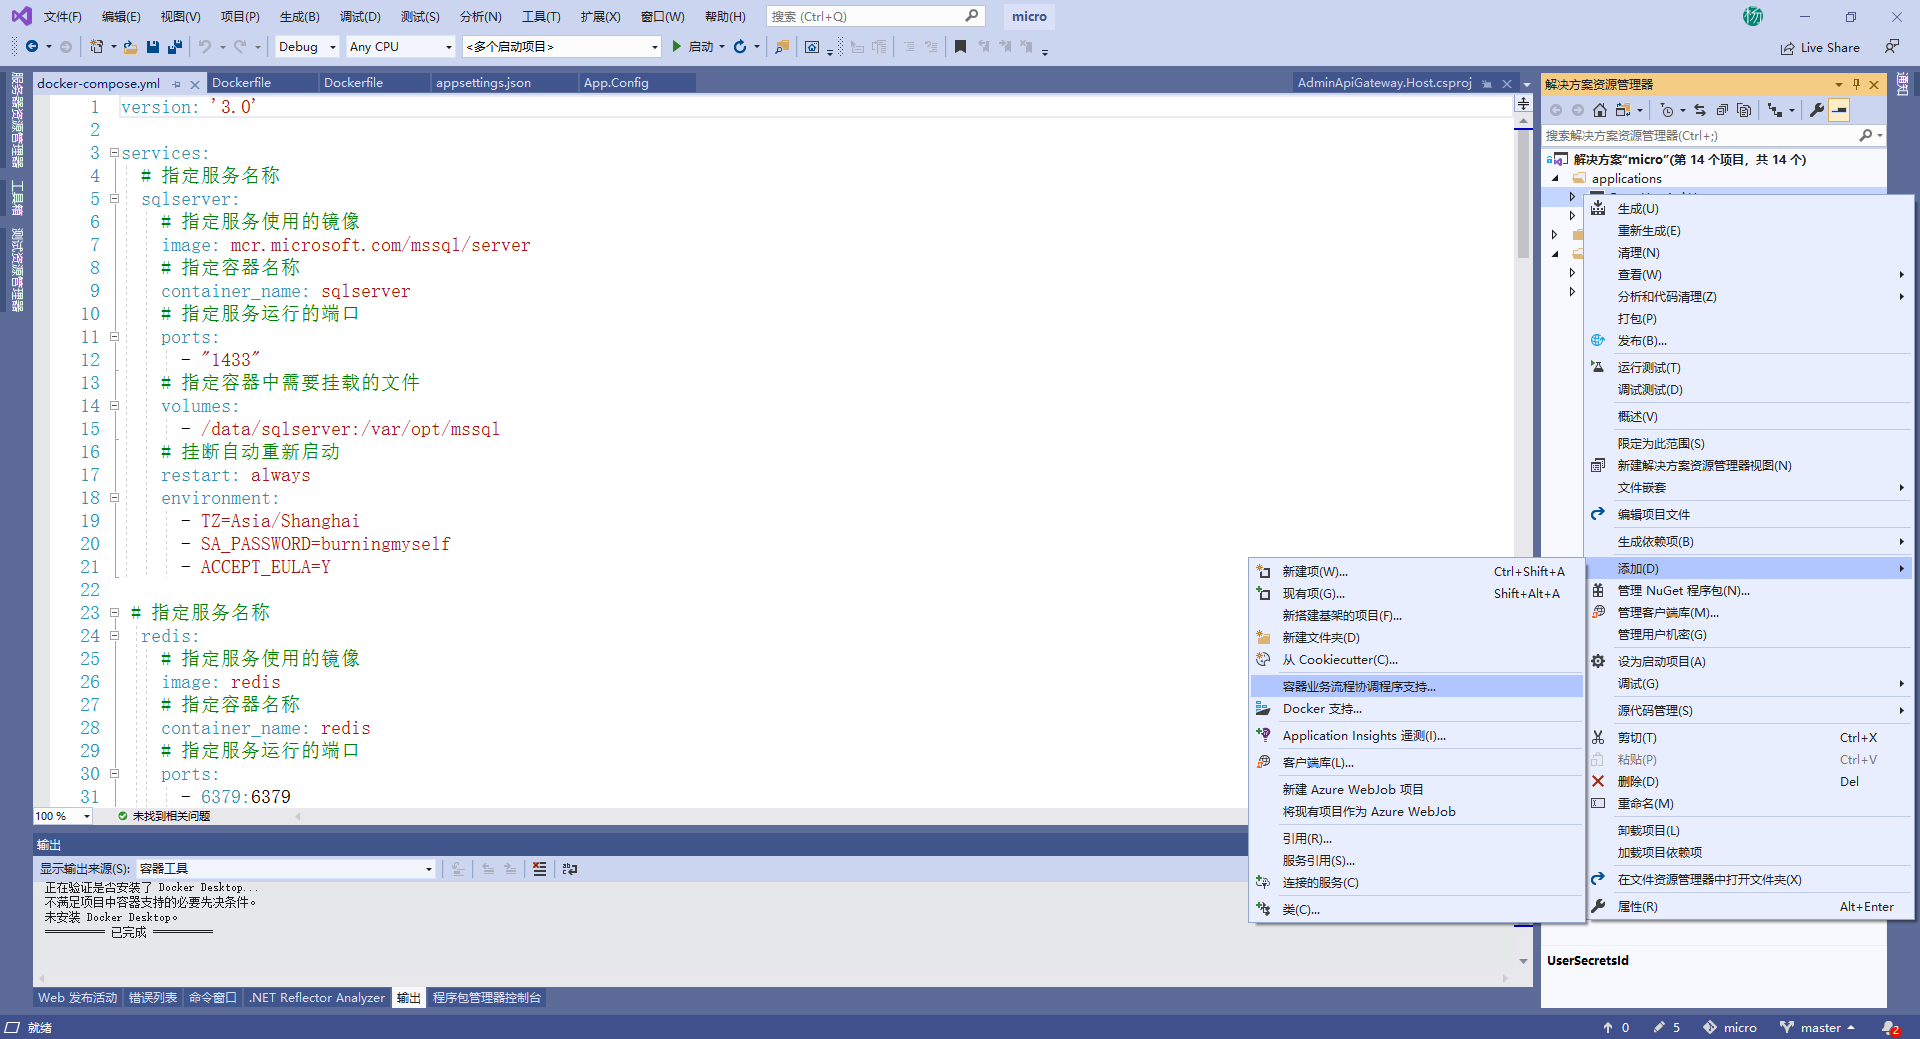 文件(F) 编辑(E) 视图(V) 项目(P) 生成(B) 调试(D) 测试(S) 分析(N) 工具(T) 扩展(X) 窗口(W) 帮助(H) 搜索 (Ctrl+Q) micro 杨
Debug Any CPU <多个启动项目> 启动 Live Share
服务器资源管理器
工具箱
测试资源管理器
通知
docker-compose.yml Dockerfile Dockerfile appsettings.json App.Config AdminApiGateway.Host.csproj
1 version: '3.0'
2
3 services:
4 # 指定服务名称
5 sqlserver:
6 # 指定服务使用的镜像
7 image: mcr.microsoft.com/mssql/server
8 # 指定容器名称
9 container_name: sqlserver
10 # 指定服务运行的端口
11 ports:
12 - "1433"
13 # 指定容器中需要挂载的文件
14 volumes:
15 - /data/sqlserver:/var/opt/mssql
16 # 挂断自动重新启动
17 restart: always
18 environment:
19 - TZ=Asia/Shanghai
20 - SA_PASSWORD=burningmyself
21 - ACCEPT_EULA=Y
22
23 # 指定服务名称
24 redis:
25 # 指定服务使用的镜像
26 image: redis
27 # 指定容器名称
28 container_name: redis
29 # 指定服务运行的端口
30 ports:
31 - 6379:6379
100 % 未找到相关问题
输出
显示输出来源(S): 容器工具
正在验证是否安装了 Docker Desktop...
不满足项目中容器支持的必要先决条件。
未安装 Docker Desktop。
========== 已完成 ==========
Web 发布活动 错误列表 命令窗口 .NET Reflector Analyzer 输出 程序包管理器控制台
解决方案资源管理器
搜索解决方案资源管理器(Ctrl+;)
解决方案"micro"(第 14 个项目，共 14 个)
applications
生成(U)
重新生成(E)
清理(N)
查看(W)
分析和代码清理(Z)
打包(P)
发布(B)...
运行测试(T)
调试测试(D)
概述(V)
限定为此范围(S)
新建解决方案资源管理器视图(N)
文件嵌套
编辑项目文件
生成依赖项(B)
添加(D)
管理 NuGet 程序包(N)...
管理客户端库(M)...
管理用户机密(G)
设为启动项目(A)
调试(G)
源代码管理(S)
剪切(T) Ctrl+X
粘贴(P) Ctrl+V
删除(D) Del
重命名(M)
卸载项目(L)
加载项目依赖项
在文件资源管理器中打开文件夹(X)
属性(R) Alt+Enter
新建项(W)... Ctrl+Shift+A
现有项(G)... Shift+Alt+A
新搭建基架的项目(F)...
新建文件夹(D)
从 Cookiecutter(C)...
容器业务流程协调程序支持...
Docker 支持...
Application Insights 遥测(I)...
客户端库(L)...
新建 Azure WebJob 项目
将现有项目作为 Azure WebJob
引用(R)...
服务引用(S)...
连接的服务(C)
类(C)...
UserSecretsId
就绪 0 5 micro master 2